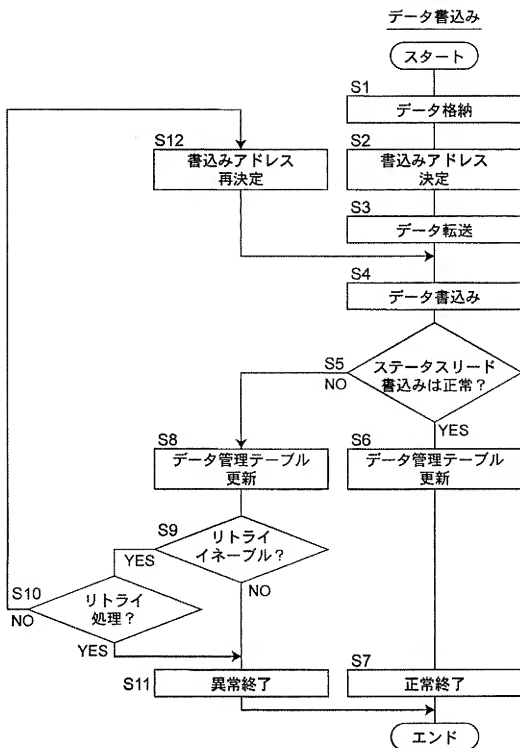 データ書込み
スタート
S1
データ格納
S12
書込みアドレス
再決定
S2
書込みアドレス
決定
S3
データ転送
S4
データ書込み
S5
NO
ステータスリード
書込みは正常?
YES
S8
データ管理テーブル
更新
S6
データ管理テーブル
更新
S9
リトライ
イネーブル?
YES
NO
S10
NO
リトライ
処理?
YES
S11
異常終了
S7
正常終了
エンド